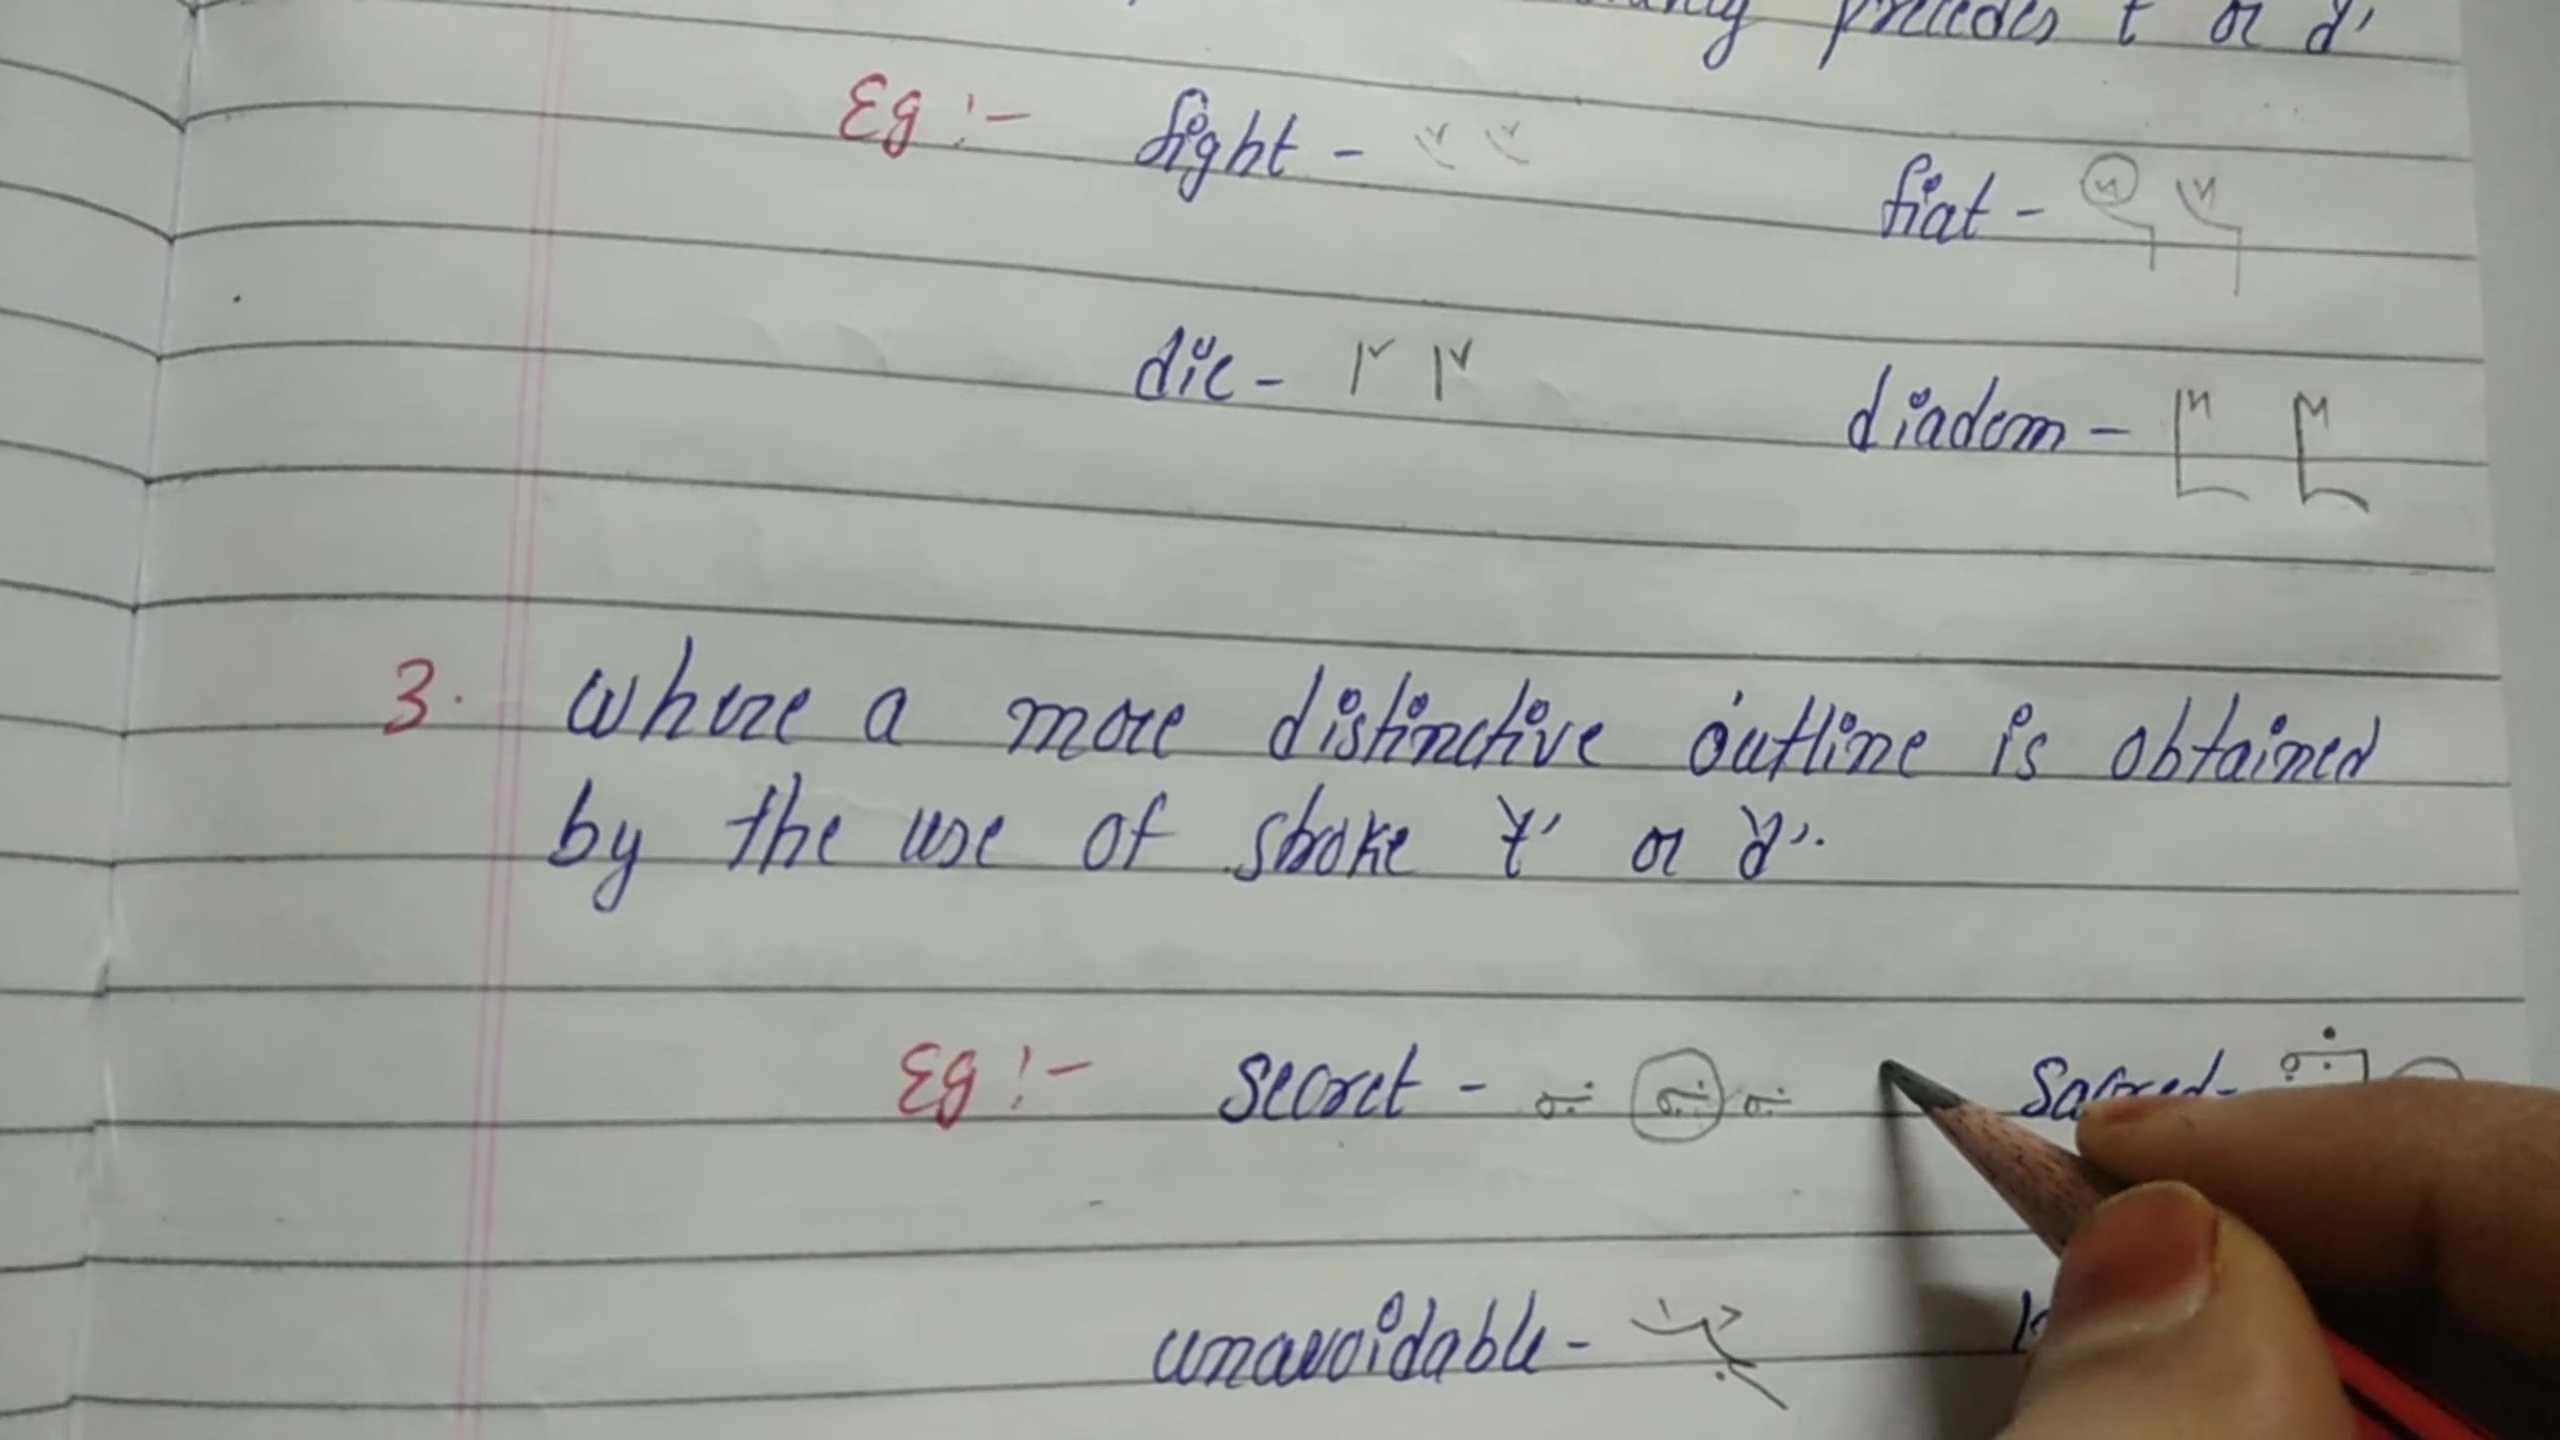 precedes t or d'
Eg :- fight - fiat -
die - diadem -
3. Where a more distinctive outline is obtained
by the use of stroke 't' or 'd'.
Eg :- Secret - Sacred -
unavoidable -